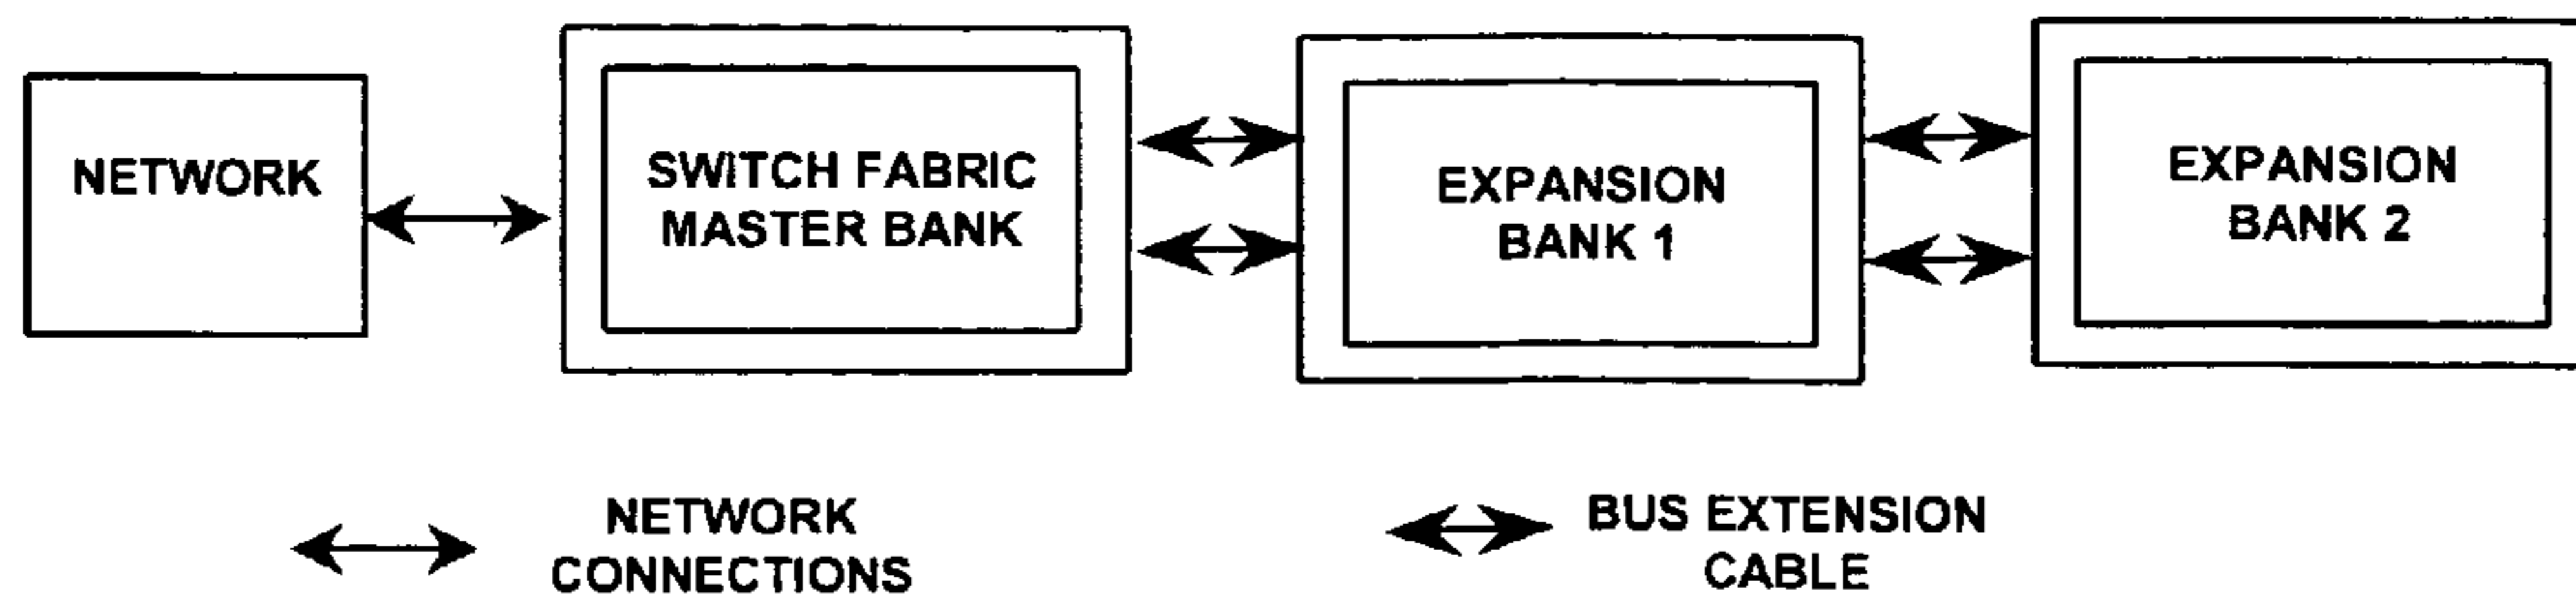 NETWORK
SWITCH FABRIC
MASTER BANK
EXPANSION
BANK 1
EXPANSION
BANK 2
NETWORK
CONNECTIONS
BUS EXTENSION
CABLE